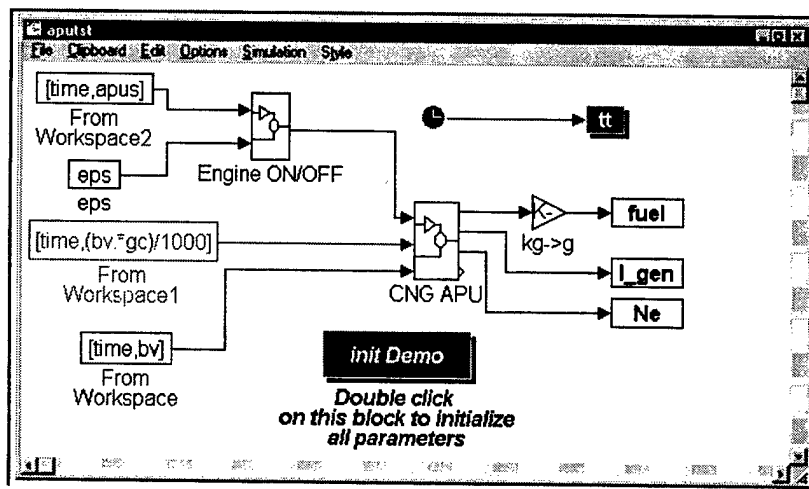 aputst
File Clipboard Edit Options Simulation Style
[time,apus]
From
Workspace2
eps
eps
Engine ON/OFF
tt
[time,(bv.*gc)/1000]
From
Workspace1
K-
kg->g
fuel
I_gen
Ne
CNG APU
[time,bv]
From
Workspace
init Demo
Double click
on this block to initialize
all parameters